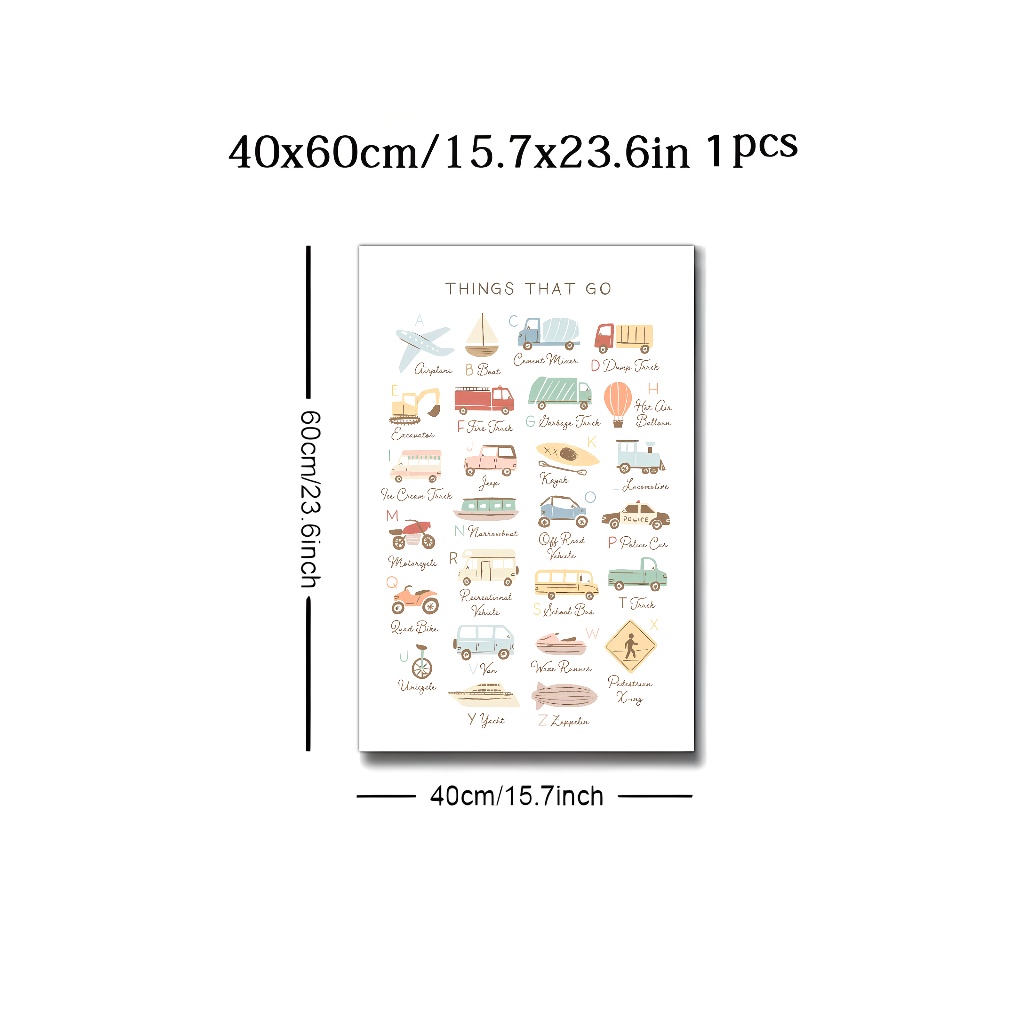 40x60cm/15.7x23.6in 1pcs
THINGS THAT GO
A
Airplane
B Boat
C
Cement Mixer
D Dump Truck
E
Excavator
F Fire Truck
G Garbage Truck
H
Hot Air
Balloon
I
Ice Cream Truck
J
Jeep
K
Kayak
Locomotive
M
Motorcycle
N Narrowboat
O
Off Road
Vehicle
POLICE
P Police Car
Q
Quad Bike
R
Recreational
Vehicle
S School Bus
T Truck
U
Unicycle
V Van
W
Wave Runner
X
Pedestrian
X-ing
Y Yacht
Z Zeppelin
60cm/23.6inch
40cm/15.7inch